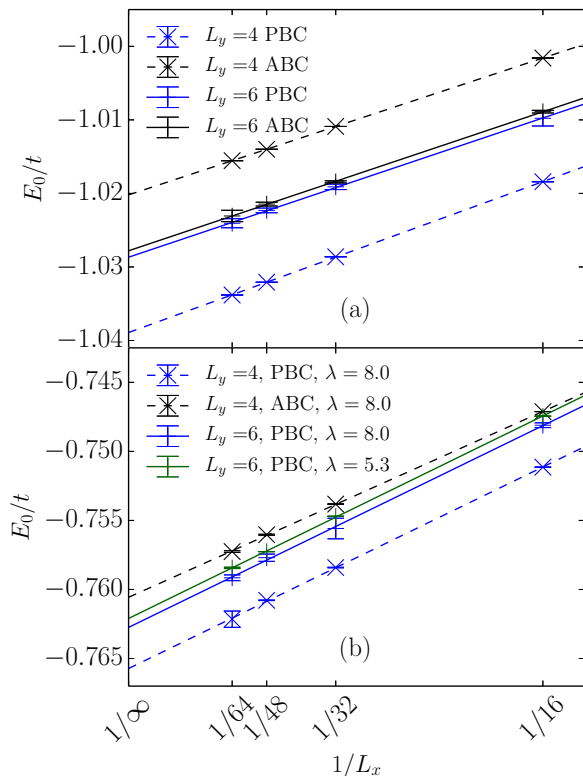 −1.00
−1.01
−1.02
−1.03
−1.04
E₀/t
L_y =4 PBC
L_y =4 ABC
L_y =6 PBC
L_y =6 ABC
(a)
−0.745
−0.750
−0.755
−0.760
−0.765
E₀/t
L_y =4, PBC, λ = 8.0
L_y =4, ABC, λ = 8.0
L_y =6, PBC, λ = 8.0
L_y =6, PBC, λ = 5.3
(b)
1/∞
1/64
1/48
1/32
1/16
1/L_x